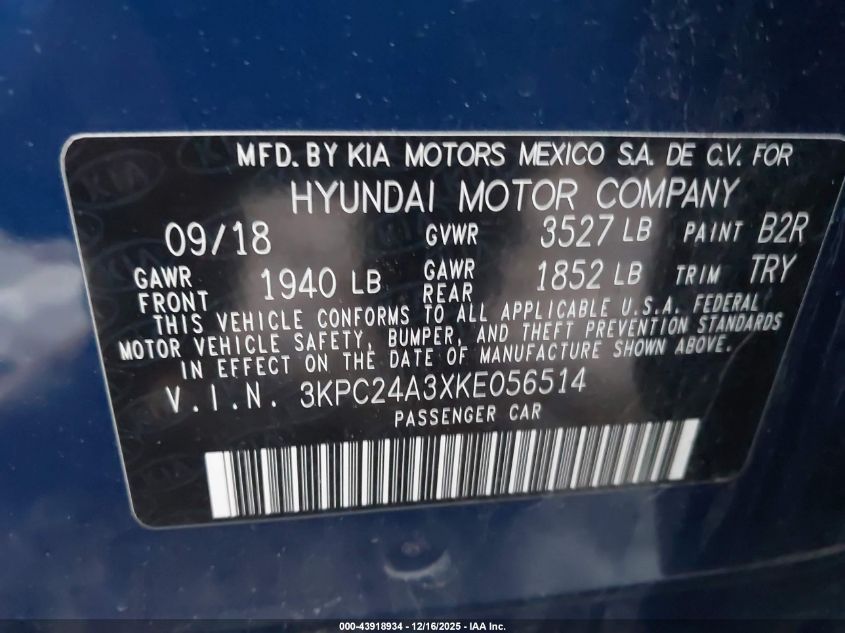 MFD. BY KIA MOTORS MEXICO S.A. DE C.V. FOR
HYUNDAI MOTOR COMPANY
09/18 GVWR 3527 LB PAINT B2R
GAWR FRONT 1940 LB GAWR REAR 1852 LB TRIM TRY
THIS VEHICLE CONFORMS TO ALL APPLICABLE U.S.A. FEDERAL
MOTOR VEHICLE SAFETY, BUMPER, AND THEFT PREVENTION STANDARDS
IN EFFECT ON THE DATE OF MANUFACTURE SHOWN ABOVE.
V.I.N. 3KPC24A3XKE056514
PASSENGER CAR
000-43918934 - 12/16/2025 - IAA Inc.